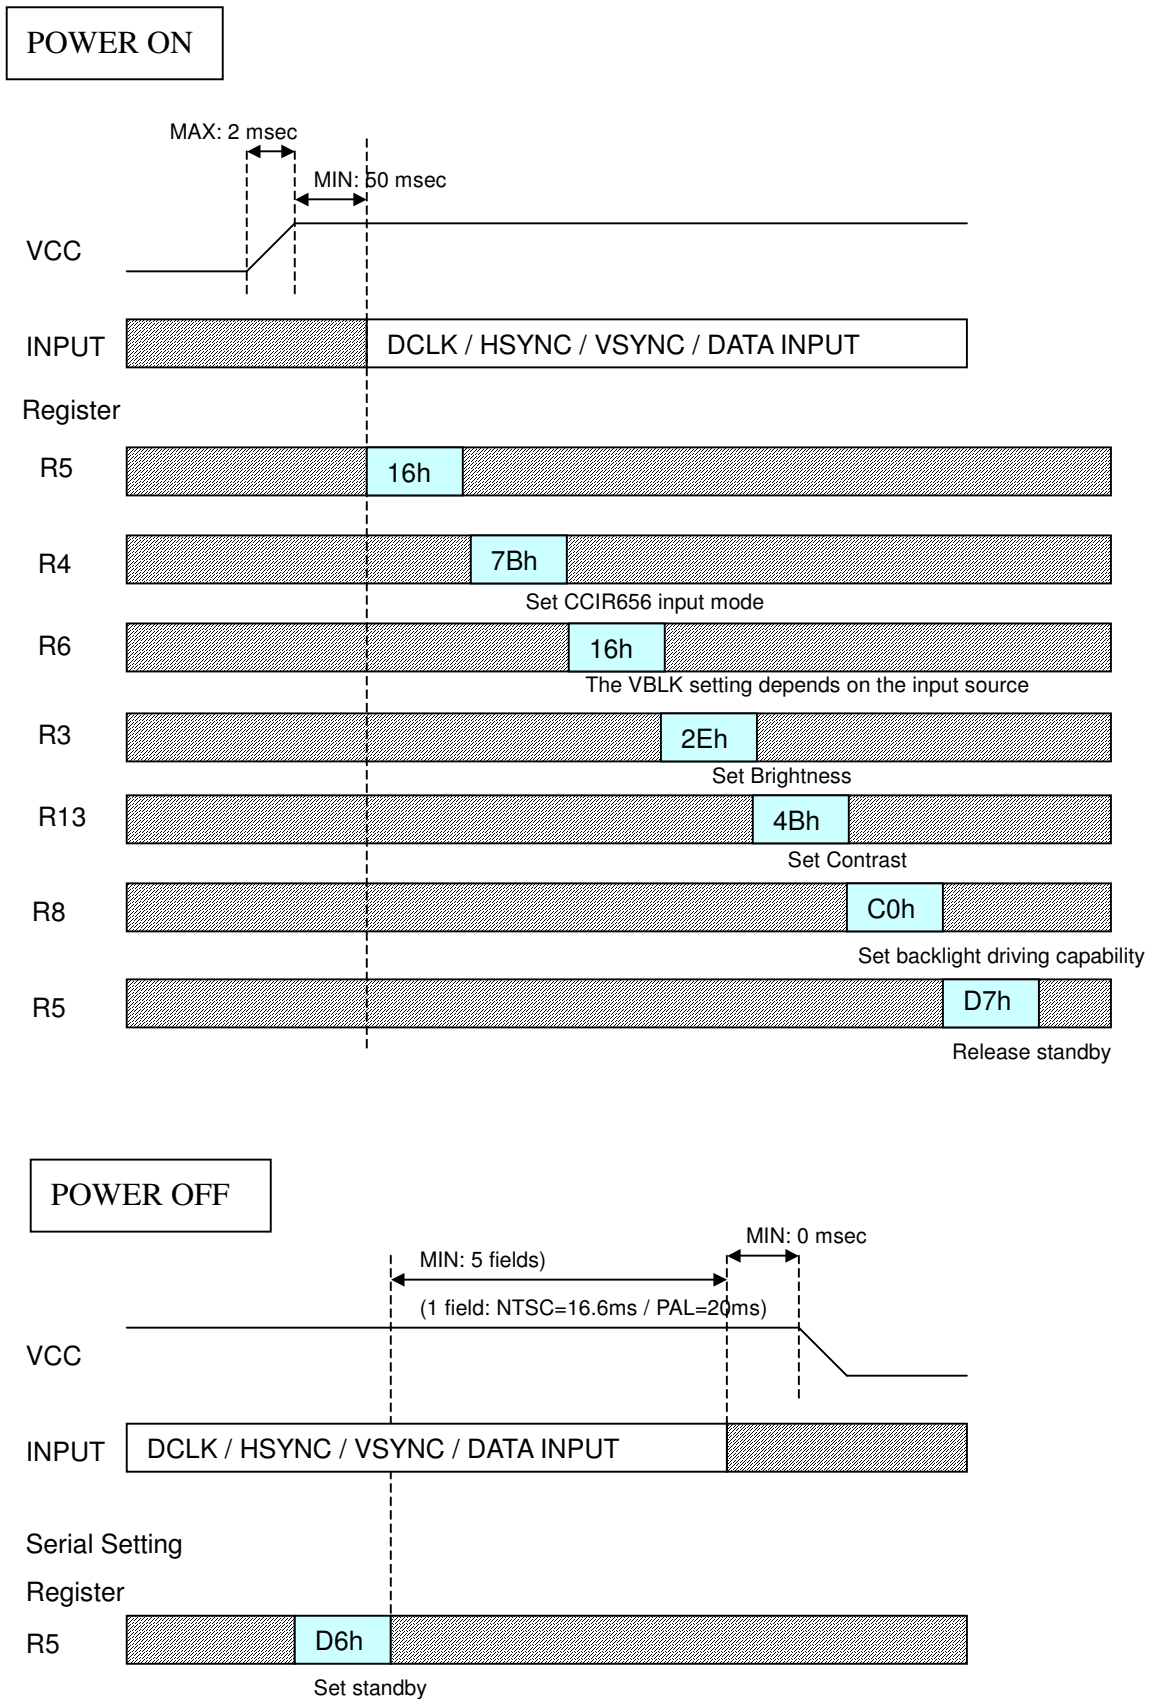 POWER ON
MAX: 2 msec
MIN: 50 msec
VCC
INPUT DCLK / HSYNC / VSYNC / DATA INPUT
Register
R5 16h
R4 7Bh
Set CCIR656 input mode
R6 16h
The VBLK setting depends on the input source
R3 2Eh
Set Brightness
R13 4Bh
Set Contrast
R8 C0h
Set backlight driving capability
R5 D7h
Release standby
POWER OFF
MIN: 0 msec
MIN: 5 fields)
(1 field: NTSC=16.6ms / PAL=20ms)
VCC
INPUT DCLK / HSYNC / VSYNC / DATA INPUT
Serial Setting
Register
R5 D6h
Set standby